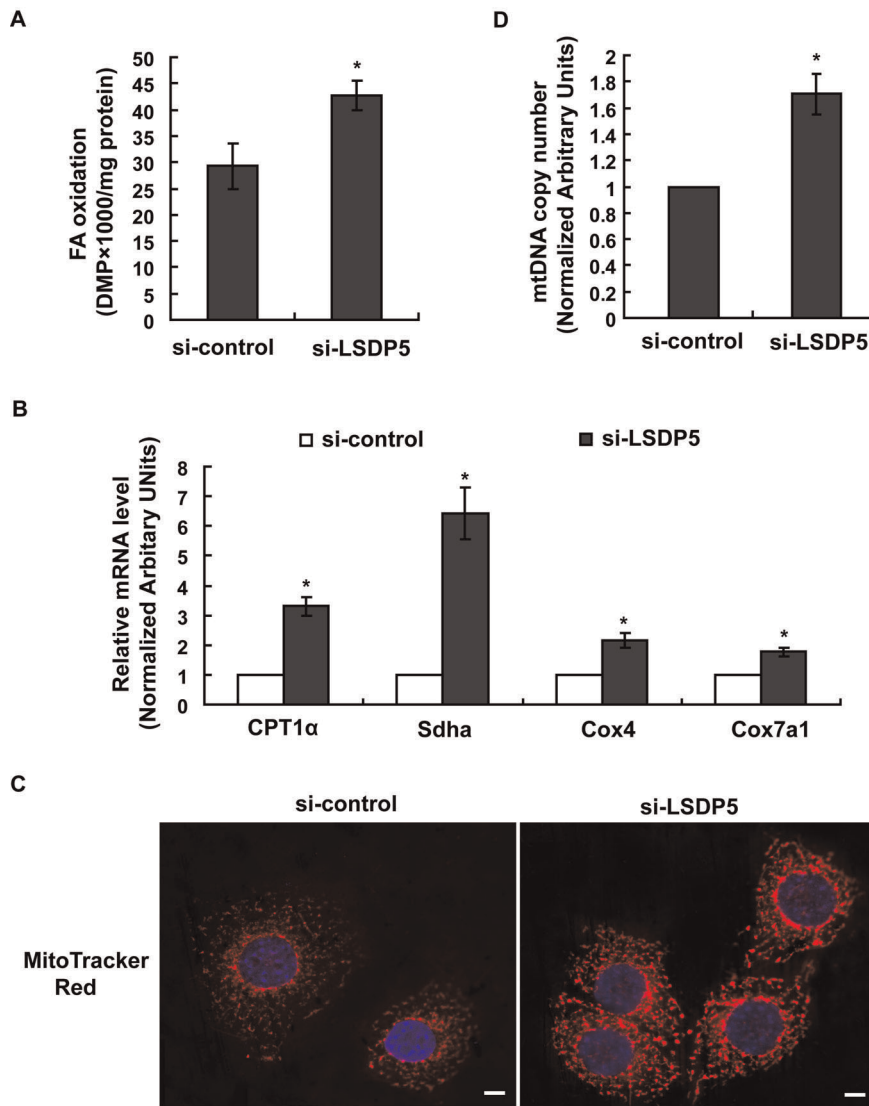 A
FA oxidation
(DMP×1000/mg protein)
50
45
40
35
30
25
20
15
10
5
0
*
si-control
si-LSDP5
D
mtDNA copy number
(Normalized Arbitrary Units)
2
1.8
1.6
1.4
1.2
1
0.8
0.6
0.4
0.2
0
*
si-control
si-LSDP5
B
si-control
si-LSDP5
Relative mRNA level
(Normalized Arbitary UNits)
8
7
6
5
4
3
2
1
0
*
*
*
*
CPT1α
Sdha
Cox4
Cox7a1
C
si-control
si-LSDP5
MitoTracker
Red